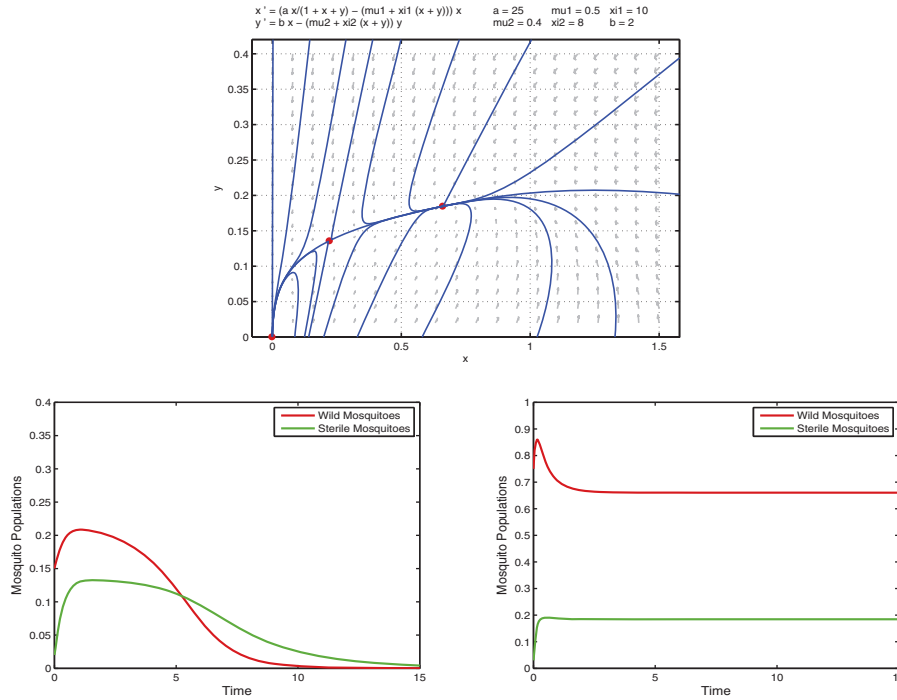 x ' = (a x/(1 + x + y) − (mu1 + xi1 (x + y))) x a = 25 mu1 = 0.5 xi1 = 10
y ' = b x − (mu2 + xi2 (x + y)) y mu2 = 0.4 xi2 = 8 b = 2
0.4
0.35
0.3
0.25
y
0.2
0.15
0.1
0.05
0
0 0.5 1 1.5
x
0.4
0.35
0.3
0.25
0.2
0.15
0.1
0.05
0
Mosquito Populations
Wild Mosquitoes
Sterile Mosquitoes
0 5 10 15
Time
1
0.9
0.8
0.7
0.6
0.5
0.4
0.3
0.2
0.1
0
Mosquito Populations
Wild Mosquitoes
Sterile Mosquitoes
0 5 10 15
Time